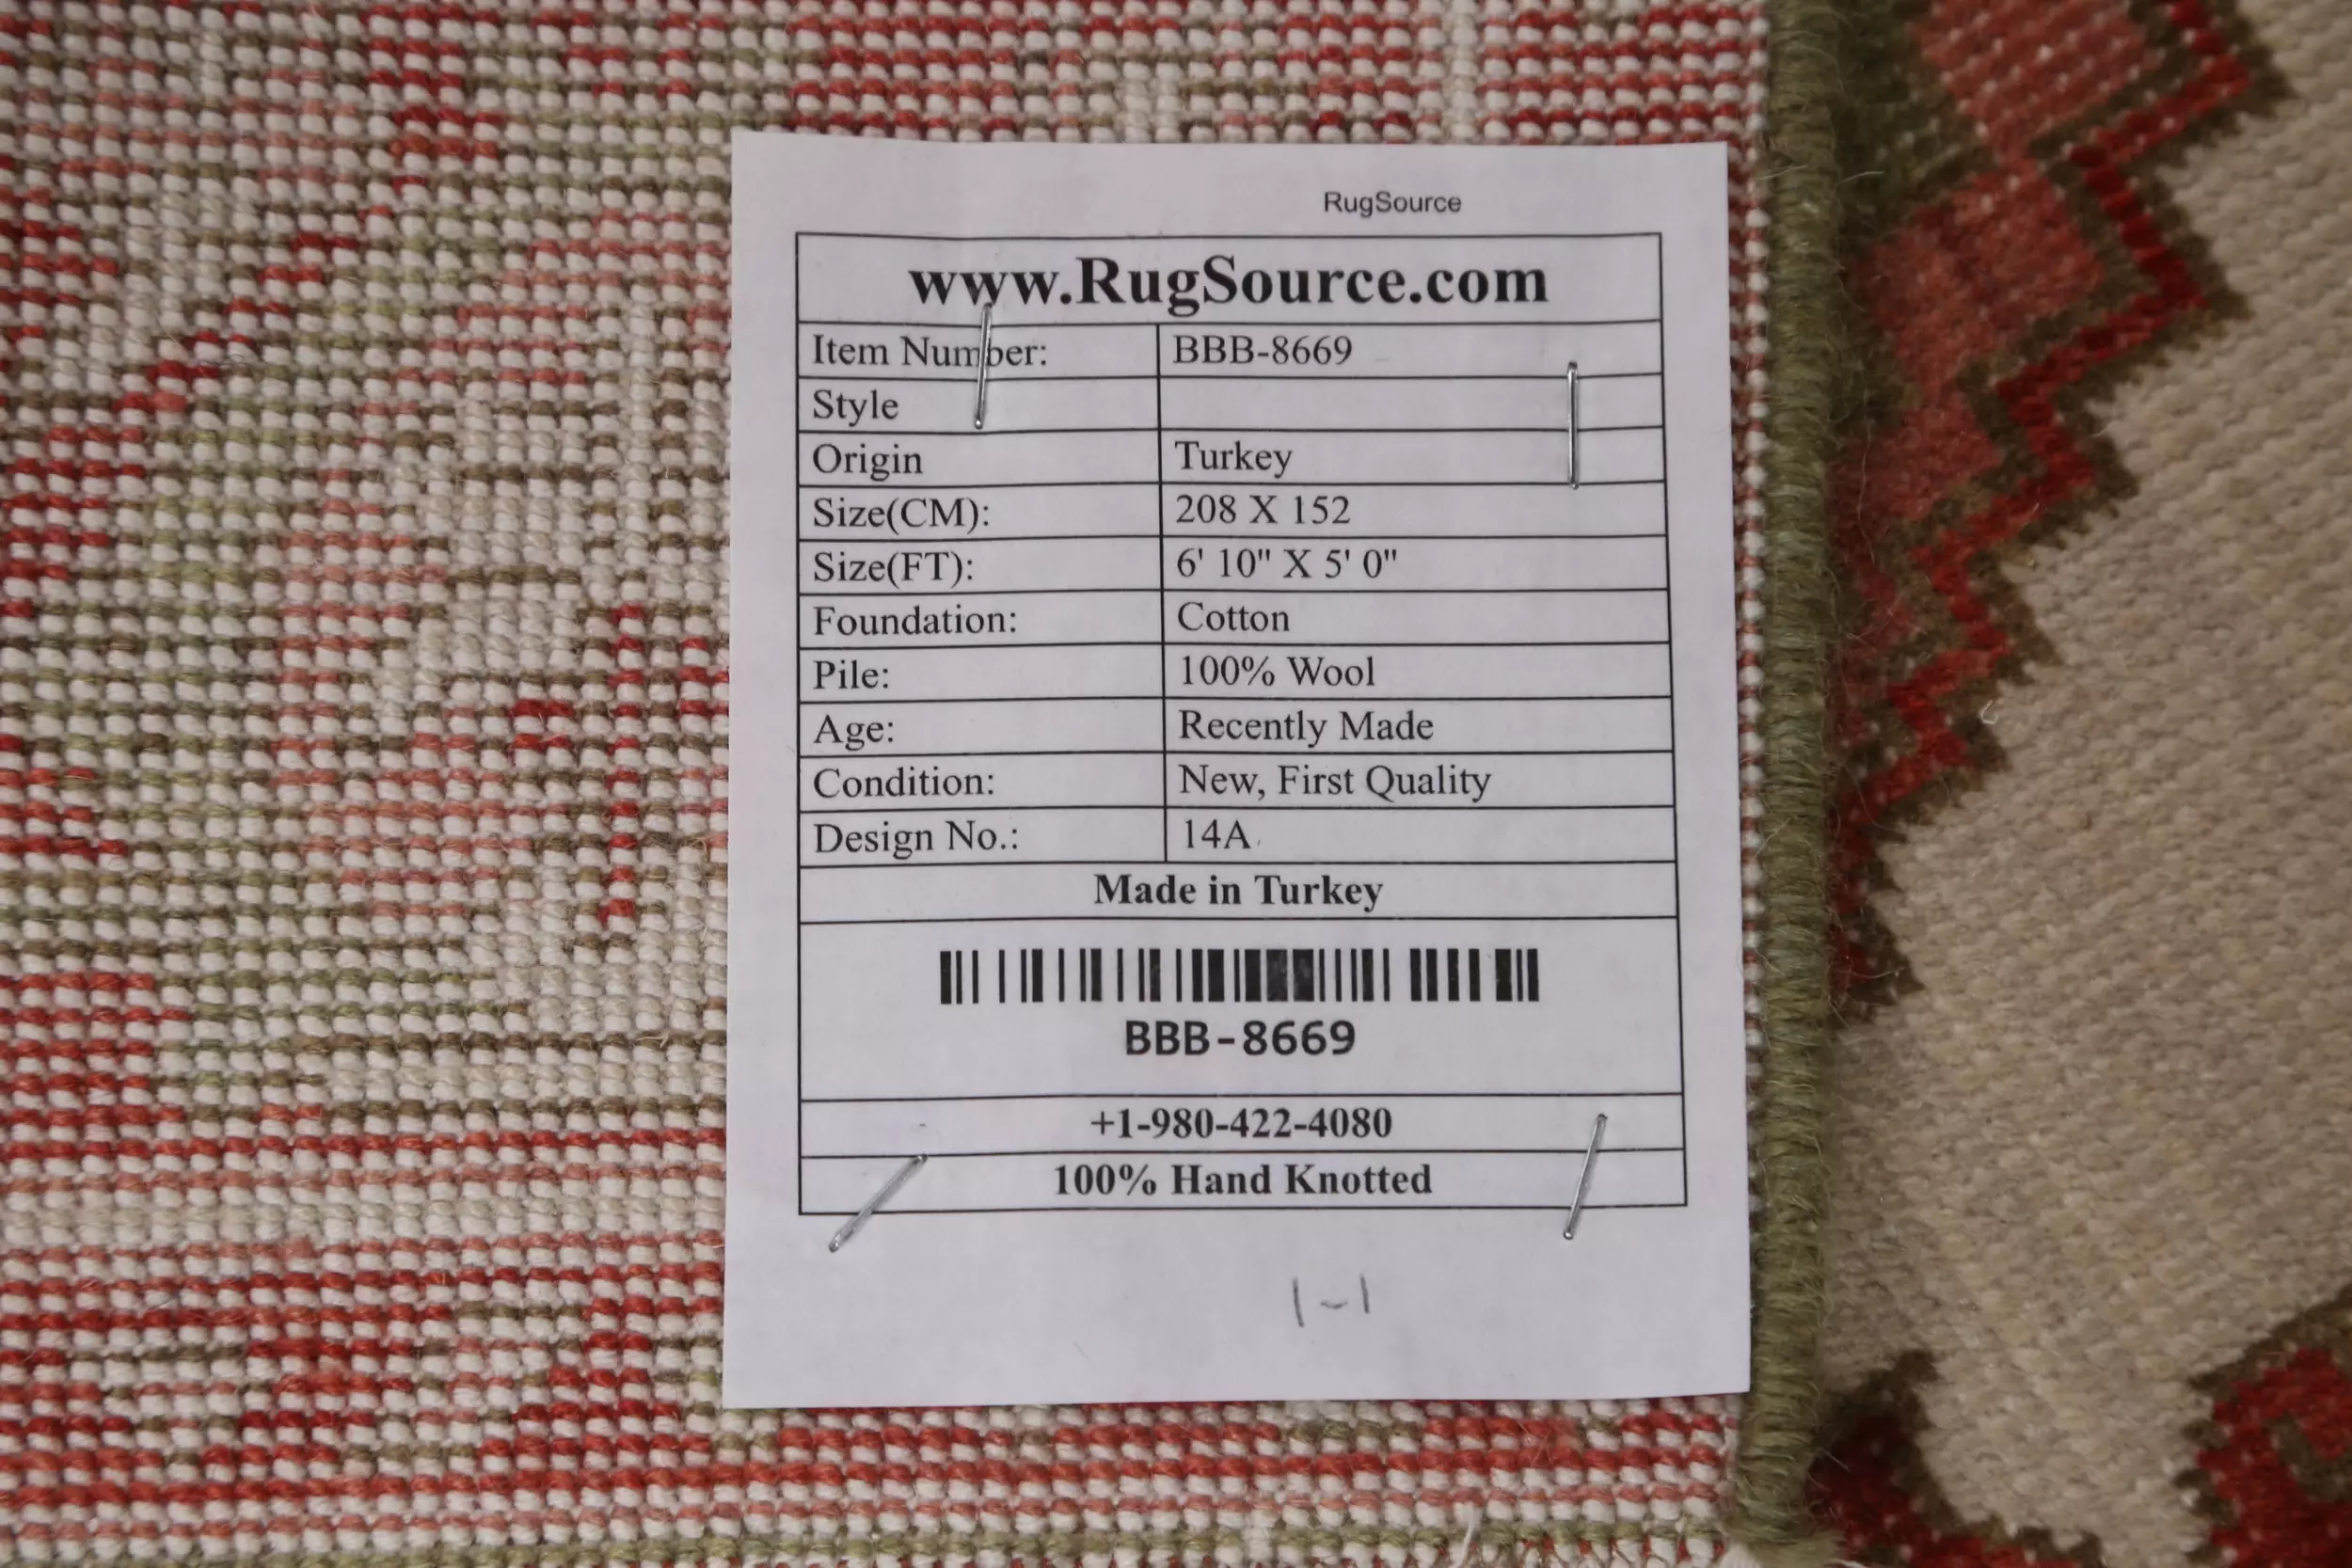 RugSource
www.RugSource.com
Item Number: BBB-8669
Style
Origin Turkey
Size(CM): 208 X 152
Size(FT): 6' 10" X 5' 0"
Foundation: Cotton
Pile: 100% Wool
Age: Recently Made
Condition: New, First Quality
Design No.: 14A
Made in Turkey
BBB-8669
+1-980-422-4080
100% Hand Knotted
1-1